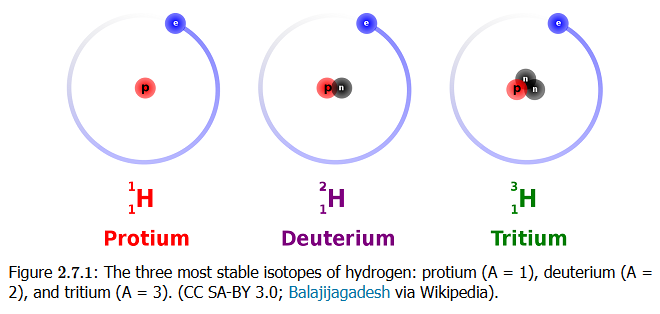 e e e
p p n n p n
1 2 3
H H H
1 1 1
Protium Deuterium Tritium
Figure 2.7.1: The three most stable isotopes of hydrogen: protium (A = 1), deuterium (A =
2), and tritium (A = 3). (CC SA-BY 3.0; Balajijagadesh via Wikipedia).